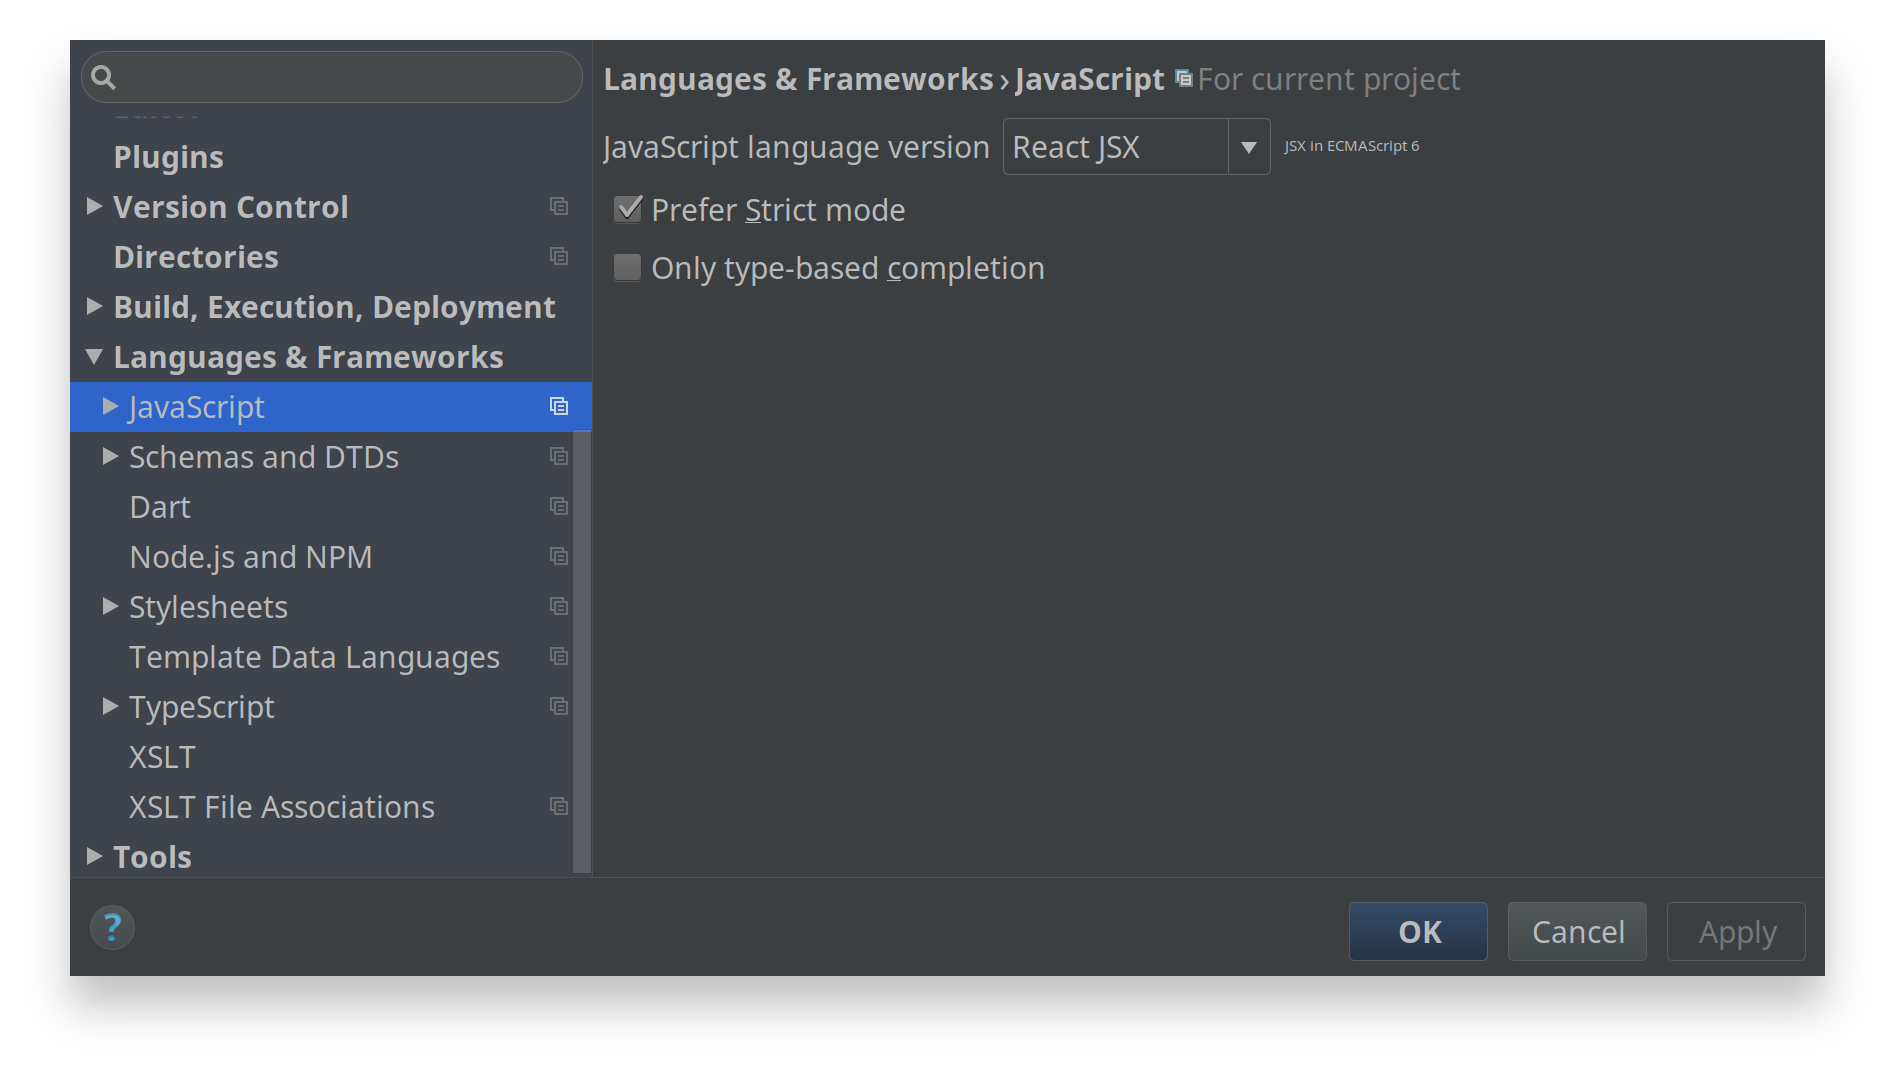 Plugins
Version Control
Directories
Build, Execution, Deployment
Languages & Frameworks
JavaScript
Schemas and DTDs
Dart
Node.js and NPM
Stylesheets
Template Data Languages
TypeScript
XSLT
XSLT File Associations
Tools
Languages & Frameworks › JavaScript For current project
JavaScript language version React JSX JSX in ECMAScript 6
Prefer Strict mode
Only type-based completion
?
OK Cancel Apply